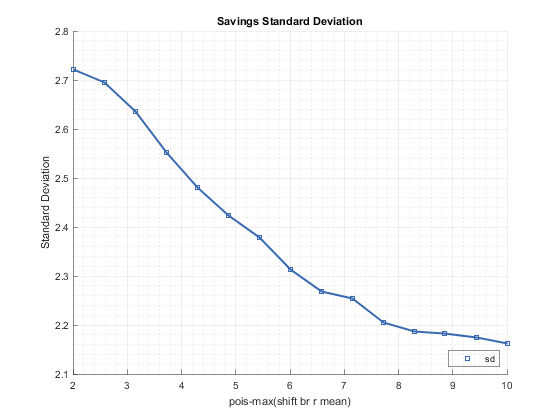 Savings Standard Deviation
2.8
2.7
2.6
2.5
2.4
2.3
2.2
2.1
Standard Deviation
sd
2 3 4 5 6 7 8 9 10
pois-max(shift br r mean)